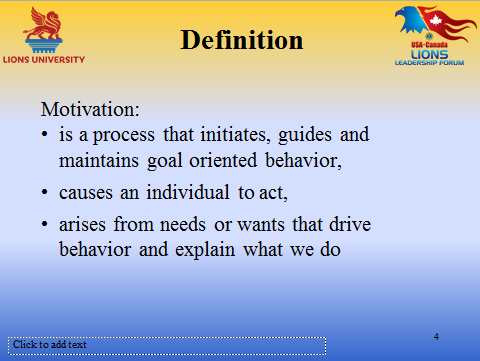 LIONS UNIVERSITY
Definition
USA-Canada
LIONS
LEADERSHIP FORUM
Motivation:
• is a process that initiates, guides and
maintains goal oriented behavior,
• causes an individual to act,
• arises from needs or wants that drive
behavior and explain what we do
4
Click to add text